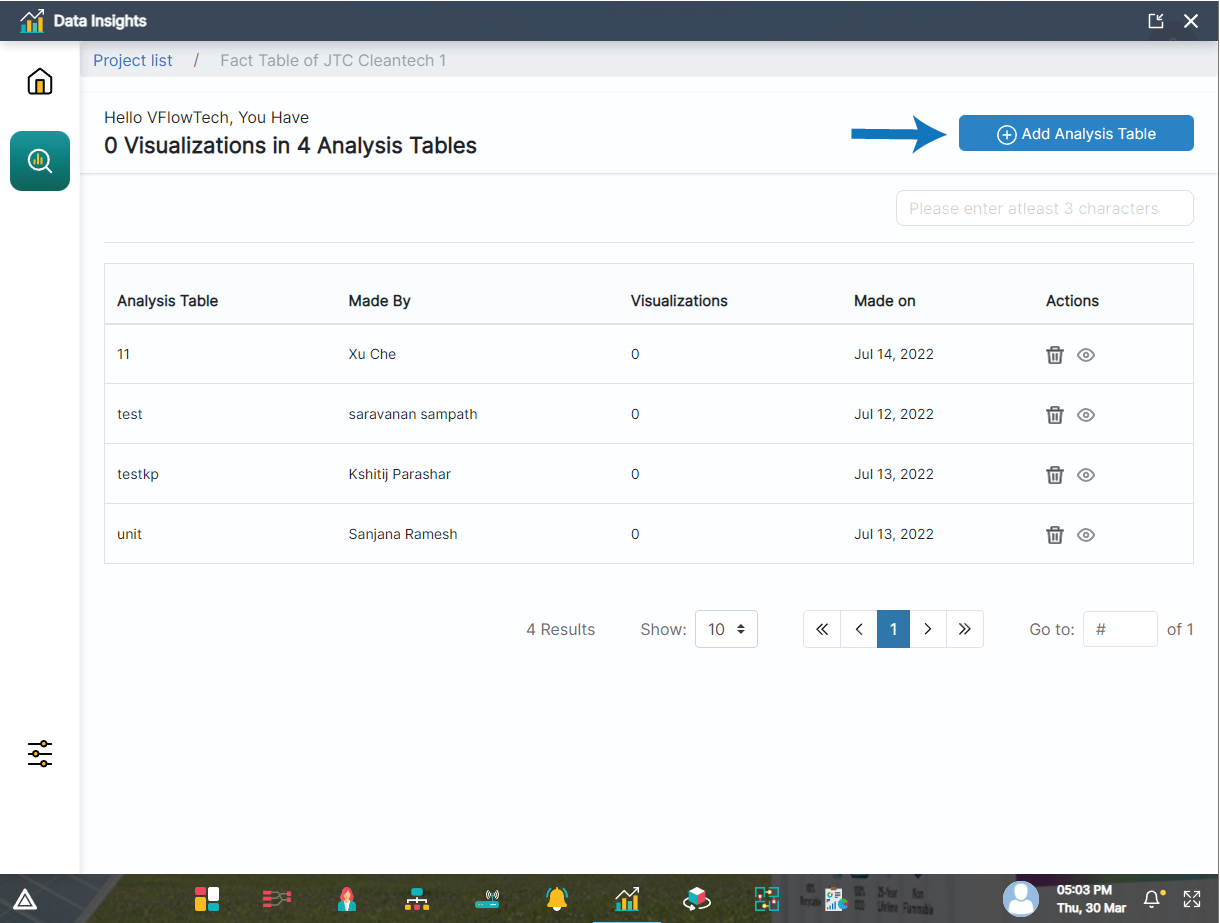 Data Insights
Project list / Fact Table of JTC Cleantech 1
Hello VFlowTech, You Have
0 Visualizations in 4 Analysis Tables
Add Analysis Table
Please enter atleast 3 characters
Analysis Table Made By Visualizations Made on Actions
11 Xu Che 0 Jul 14, 2022
test saravanan sampath 0 Jul 12, 2022
testkp Kshitij Parashar 0 Jul 13, 2022
unit Sanjana Ramesh 0 Jul 13, 2022
4 Results Show: 10 1 Go to: # of 1
05:03 PM
Thu, 30 Mar